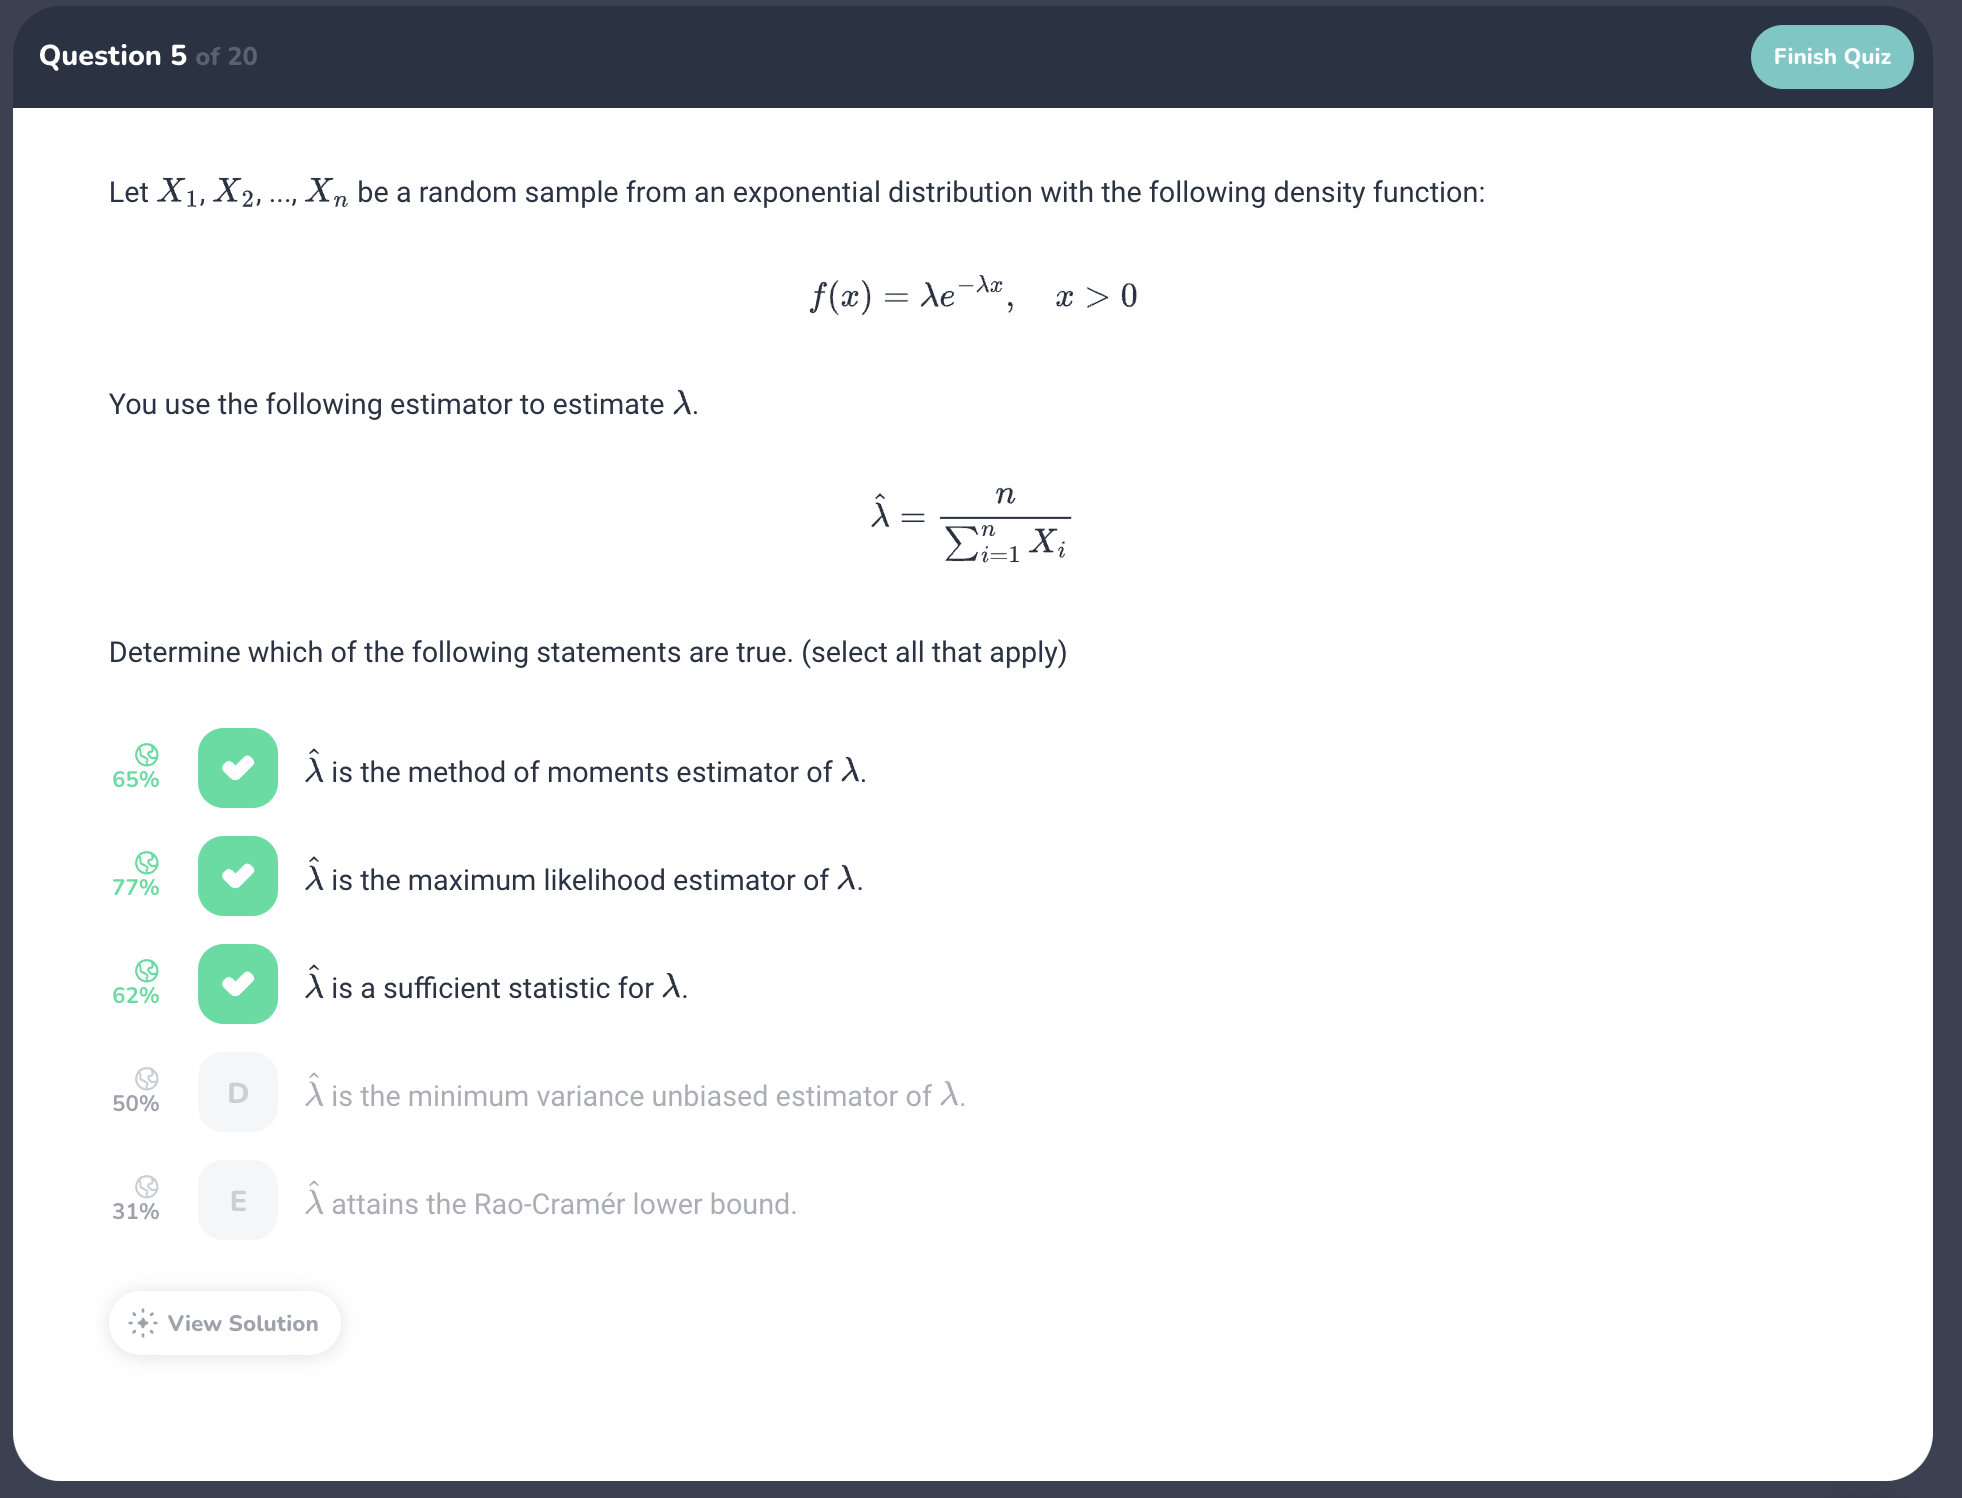 Question 5 of 20
Finish Quiz
Let X₁, X₂, ..., Xₙ be a random sample from an exponential distribution with the following density function:
f(x) = λe^{−λx},   x > 0
You use the following estimator to estimate λ.
λ̂ = n / ∑ⁿᵢ₌₁ Xᵢ
Determine which of the following statements are true. (select all that apply)
65% λ̂ is the method of moments estimator of λ.
77% λ̂ is the maximum likelihood estimator of λ.
62% λ̂ is a sufficient statistic for λ.
50% D λ̂ is the minimum variance unbiased estimator of λ.
31% E λ̂ attains the Rao-Cramér lower bound.
View Solution